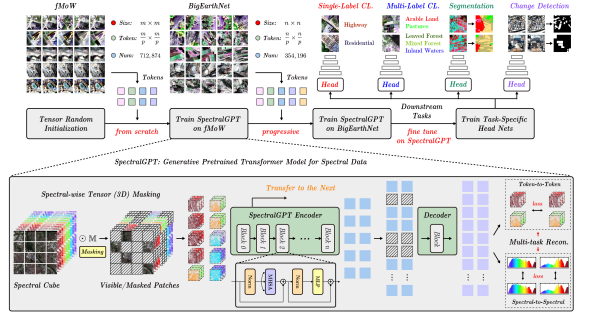 fMoW
BigEarthNet
Single-Label CL.
Multi-Label CL.
Segmentation
Change Detection
Size: m × m
Token: m/p × m/p
Num: 712,874
Size: n × n
Token: n/p × n/p
Num: 354,196
Highway
Residential
Arable Land
Pastures
Leaved Forest
Mixed Forest
Inland Waters
Tokens
Tokens
Head
Head
Head
Head
Downstream
Tasks
Tensor Random
Initialization
from scratch
Train SpectralGPT
on fMoW
progressive
Train SpectralGPT
on BigEarthNet
fine tune
on SpectralGPT
Train Task-Specific
Head Nets
SpectralGPT: Generative Pretrained Transformer Model for Spectral Data
Spectral-wise Tensor (3D) Masking
Transfer to the Next
Token-to-Token
SpectralGPT Encoder
Decoder
loss
⊙ M
Masking
Block 0
Block 1
Block 2
...
Block n
Block
Multi-task Recon.
Spectral Cube
Visible/Masked Patches
Norm
MHSA
Norm
MLP
loss
Spectral-to-Spectral